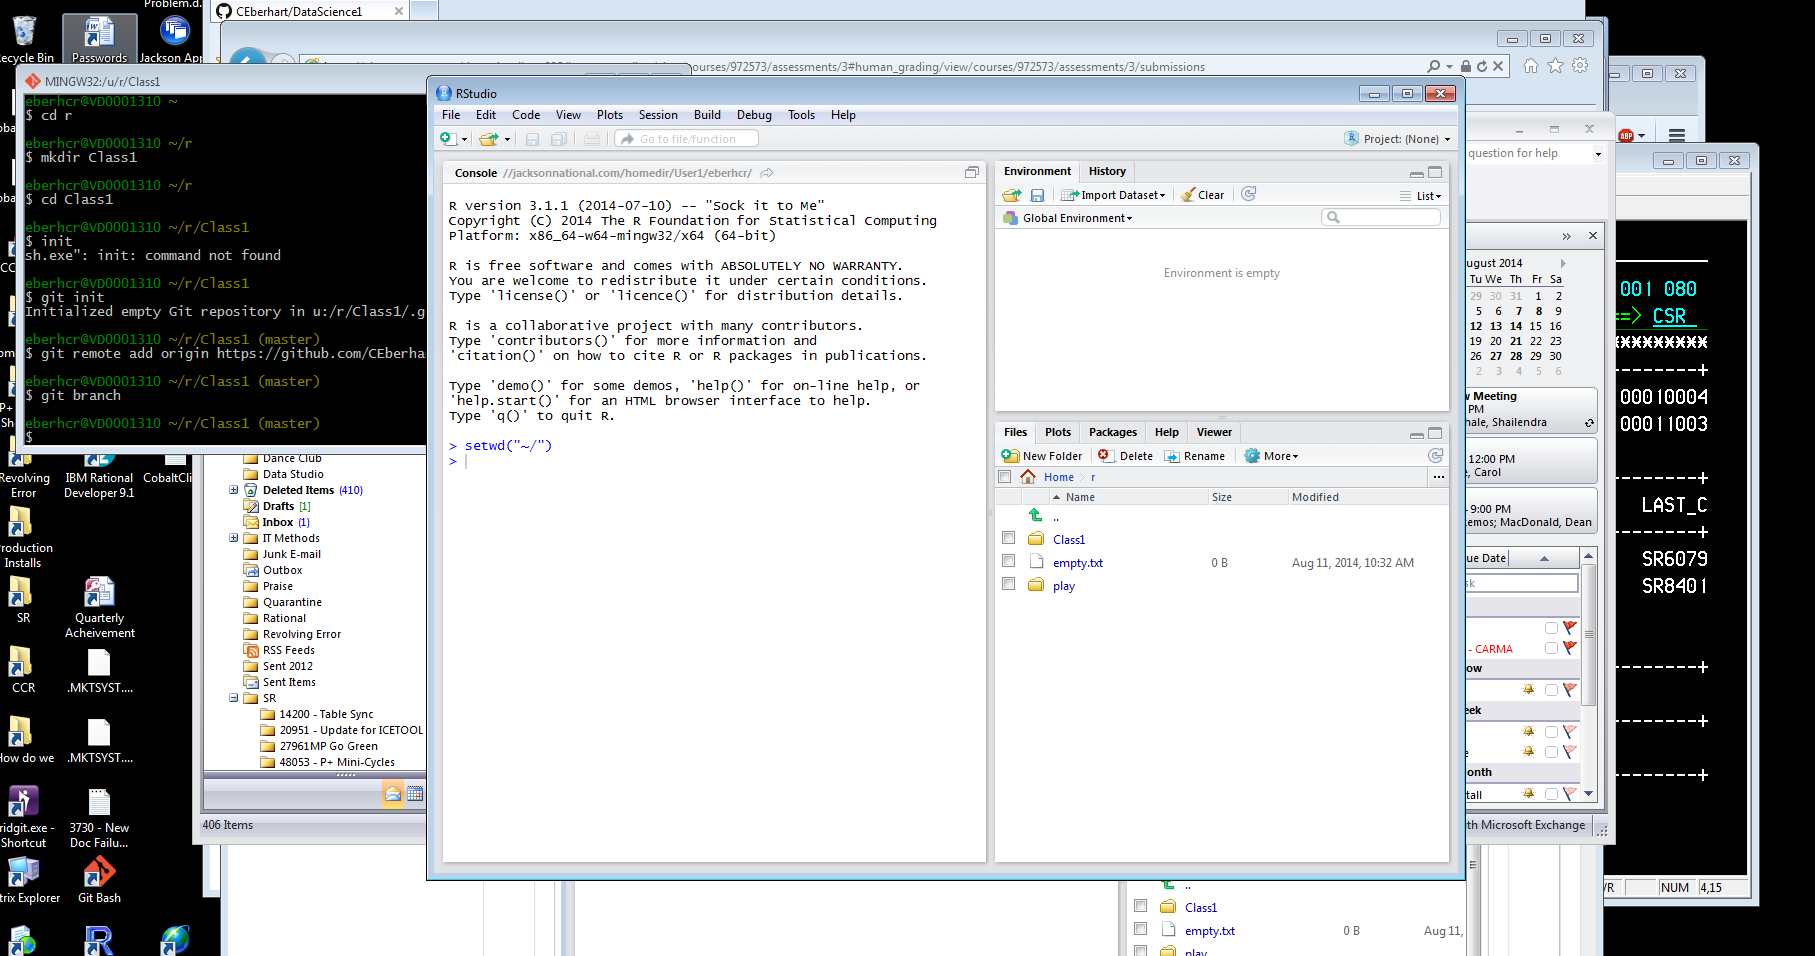 Problem.d.
CEberhart/DataScience1
Recycle Bin
Passwords
Jackson App
courses/972573/assessments/3#human_grading/view/courses/972573/assessments/3/submissions
MINGW32:/u/r/Class1
eberhcr@VD0001310 ~
$ cd r
eberhcr@VD0001310 ~/r
$ mkdir Class1
eberhcr@VD0001310 ~/r
$ cd Class1
eberhcr@VD0001310 ~/r/Class1
$ init
sh.exe": init: command not found
eberhcr@VD0001310 ~/r/Class1
$ git init
Initialized empty Git repository in u:/r/Class1/.g
eberhcr@VD0001310 ~/r/Class1 (master)
$ git remote add origin https://github.com/CEberha
eberhcr@VD0001310 ~/r/Class1 (master)
$ git branch
eberhcr@VD0001310 ~/r/Class1 (master)
$
RStudio
File Edit Code View Plots Session Build Debug Tools Help
Go to file/function
Project: (None)
Console //jacksonnational.com/homedir/User1/eberhcr/
R version 3.1.1 (2014-07-10) -- "Sock it to Me"
Copyright (C) 2014 The R Foundation for Statistical Computing
Platform: x86_64-w64-mingw32/x64 (64-bit)
R is free software and comes with ABSOLUTELY NO WARRANTY.
You are welcome to redistribute it under certain conditions.
Type 'license()' or 'licence()' for distribution details.
R is a collaborative project with many contributors.
Type 'contributors()' for more information and
'citation()' on how to cite R or R packages in publications.
Type 'demo()' for some demos, 'help()' for on-line help, or
'help.start()' for an HTML browser interface to help.
Type 'q()' to quit R.
> setwd("~/")
>
Environment History
Import Dataset Clear List
Global Environment
Environment is empty
Files Plots Packages Help Viewer
New Folder Delete Rename More
Home r
Name Size Modified
..
Class1
empty.txt 0 B Aug 11, 2014, 10:32 AM
play
ABP
question for help
ugust 2014
Tu We Th Fr Sa
29 30 31 1 2
5 6 7 8 9
12 13 14 15 16
19 20 21 22 23
26 27 28 29 30
2 3 4 5 6
w Meeting
PM
hale, Shailendra
12:00 PM
, Carol
- 9:00 PM
emos; MacDonald, Dean
ue Date
sk
- CARMA
ow
eek
e
onth
tall
th Microsoft Exchange
001 080
=> CSR
**********
00010004
00011003
LAST_C
SR6079
SR8401
/R NUM 4,15
Revolving Error
IBM Rational Developer 9.1
CobaltCli
Production Installs
SR
Quarterly Acheivement
CCR
.MKTSYST....
How do we
.MKTSYST....
ridgit.exe - Shortcut
3730 - New Doc Failu...
trix Explorer
Git Bash
Dance Club
Data Studio
Deleted Items (410)
Drafts [1]
Inbox (1)
IT Methods
Junk E-mail
Outbox
Praise
Quarantine
Rational
Revolving Error
RSS Feeds
Sent 2012
Sent Items
SR
14200 - Table Sync
20951 - Update for ICETOOL
27961MP Go Green
48053 - P+ Mini-Cycles
406 Items
..
Class1
empty.txt 0 B Aug 11,
play